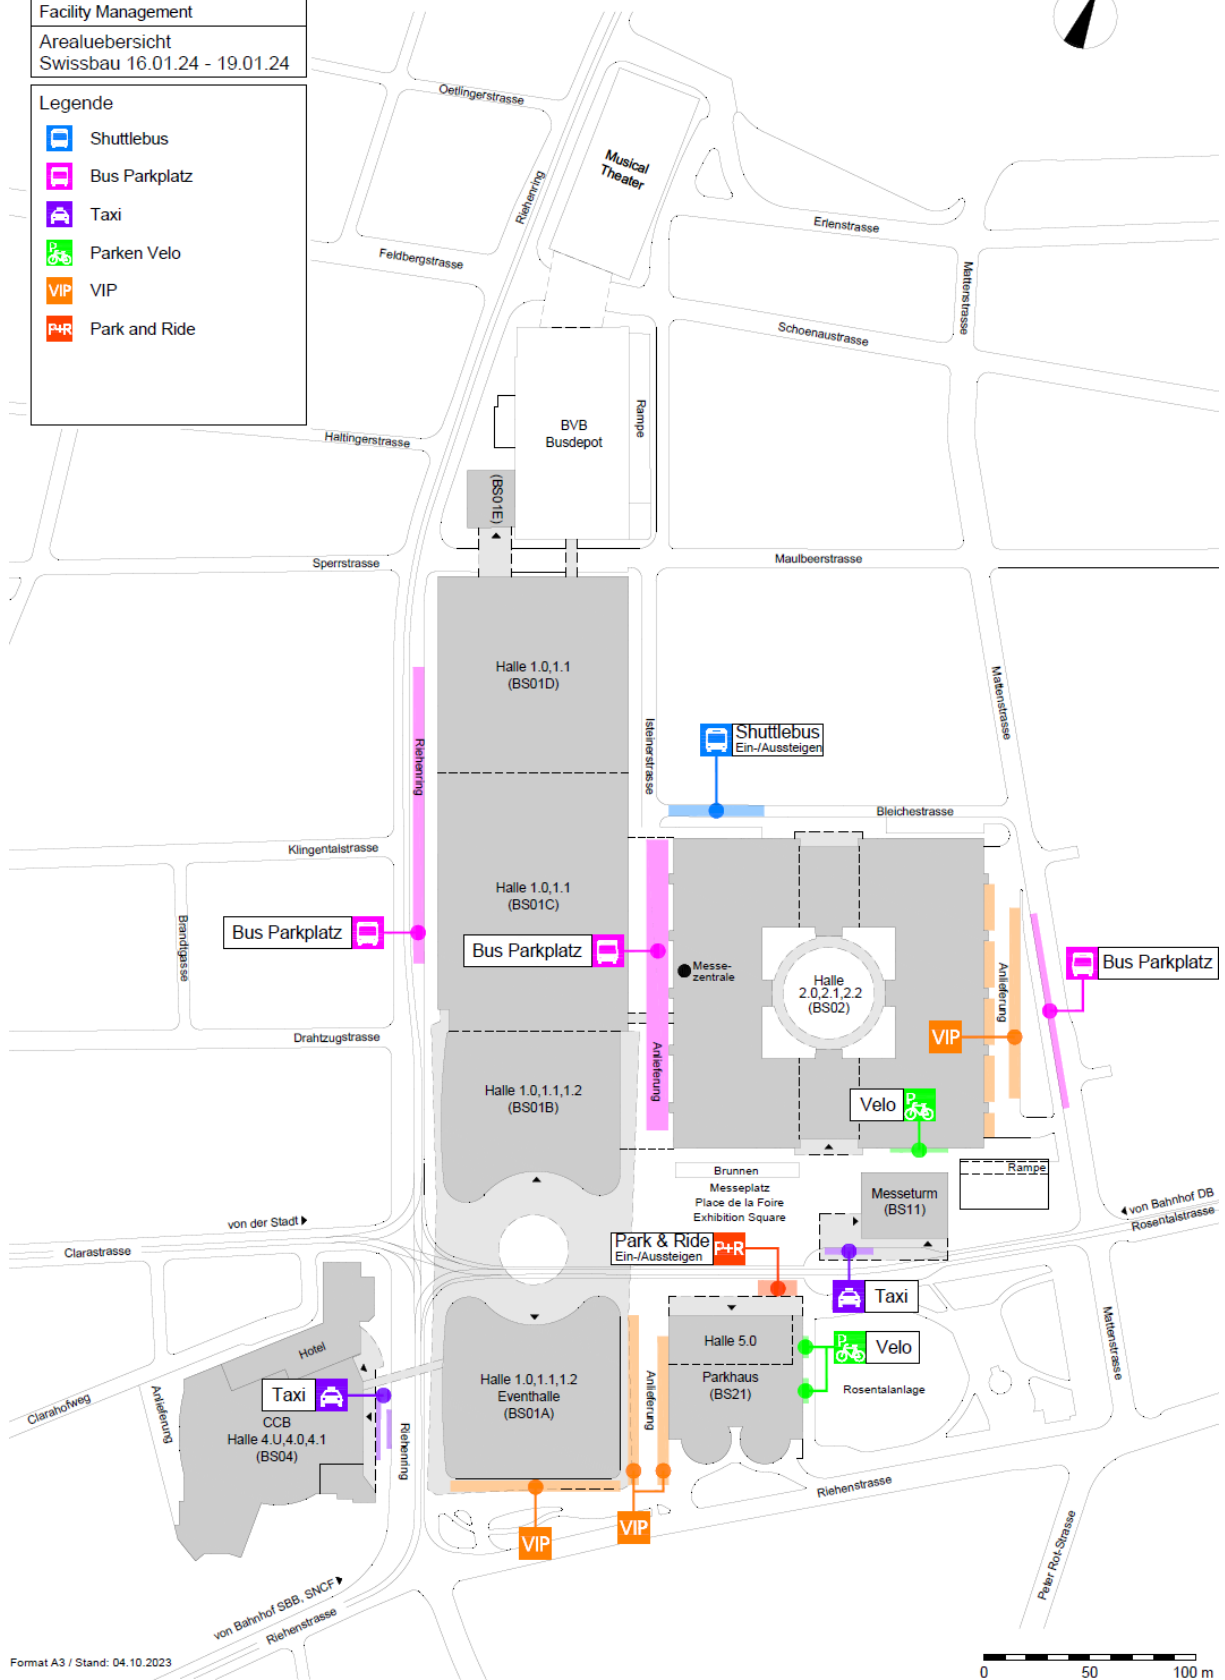 Facility Management
Arealuebersicht
Swissbau 16.01.24 - 19.01.24
Legende
Shuttlebus
Bus Parkplatz
Taxi
P
Parken Velo
VIP
VIP
P+R
Park and Ride
Oetlingerstrasse
Musical
Theater
Riehenring
Erlenstrasse
Feldbergstrasse
Mattenstrasse
Schoenaustrasse
Haltingerstrasse
BVB
Busdepot
Rampe
(BS01E)
Sperrstrasse
Maulbeerstrasse
Halle 1.0,1.1
(BS01D)
Mattenstrasse
Riehenring
Isteinerstrasse
Shuttlebus
Ein-/Aussteigen
Bleichestrasse
Klingentalstrasse
Halle 1.0,1.1
(BS01C)
Brandtgasse
Bus Parkplatz
Bus Parkplatz
Messe-
zentrale
Halle
2.0,2.1,2.2
(BS02)
Anlieferung
Bus Parkplatz
Drahtzugstrasse
VIP
Anlieferung
Halle 1.0,1.1,1.2
(BS01B)
Velo
P
Brunnen
Messeplatz
Place de la Foire
Exhibition Square
Messeturm
(BS11)
Rampe
von der Stadt
von Bahnhof DB
Rosentalstrasse
Clarastrasse
Park & Ride
Ein-/Aussteigen
P+R
Taxi
Hotel
Halle 5.0
P
Velo
Mattenstrasse
Parkhaus
(BS21)
Rosentalanlage
Halle 1.0,1.1,1.2
Eventhalle
(BS01A)
Anlieferung
Taxi
Clarahofweg
Anlieferung
CCB
Halle 4.U,4.0,4.1
(BS04)
Riehenring
Riehenstrasse
VIP
VIP
Peter Rot-Strasse
von Bahnhof SBB, SNCF
Riehenstrasse
Format A3 / Stand: 04.10.2023
0 50 100 m